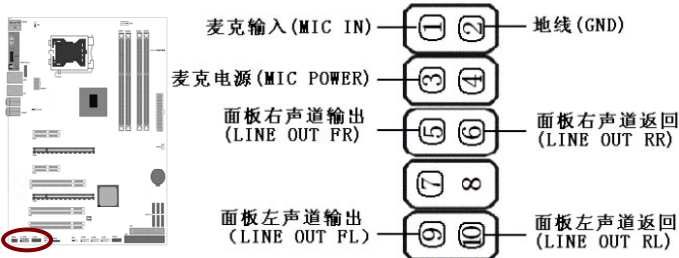 麦克输入(MIC IN)
1
2
地线(GND)
麦克电源(MIC POWER)
3
4
面板右声道输出
(LINE OUT FR)
5
6
面板右声道返回
(LINE OUT RR)
7
8
面板左声道输出
(LINE OUT FL)
9
10
面板左声道返回
(LINE OUT RL)